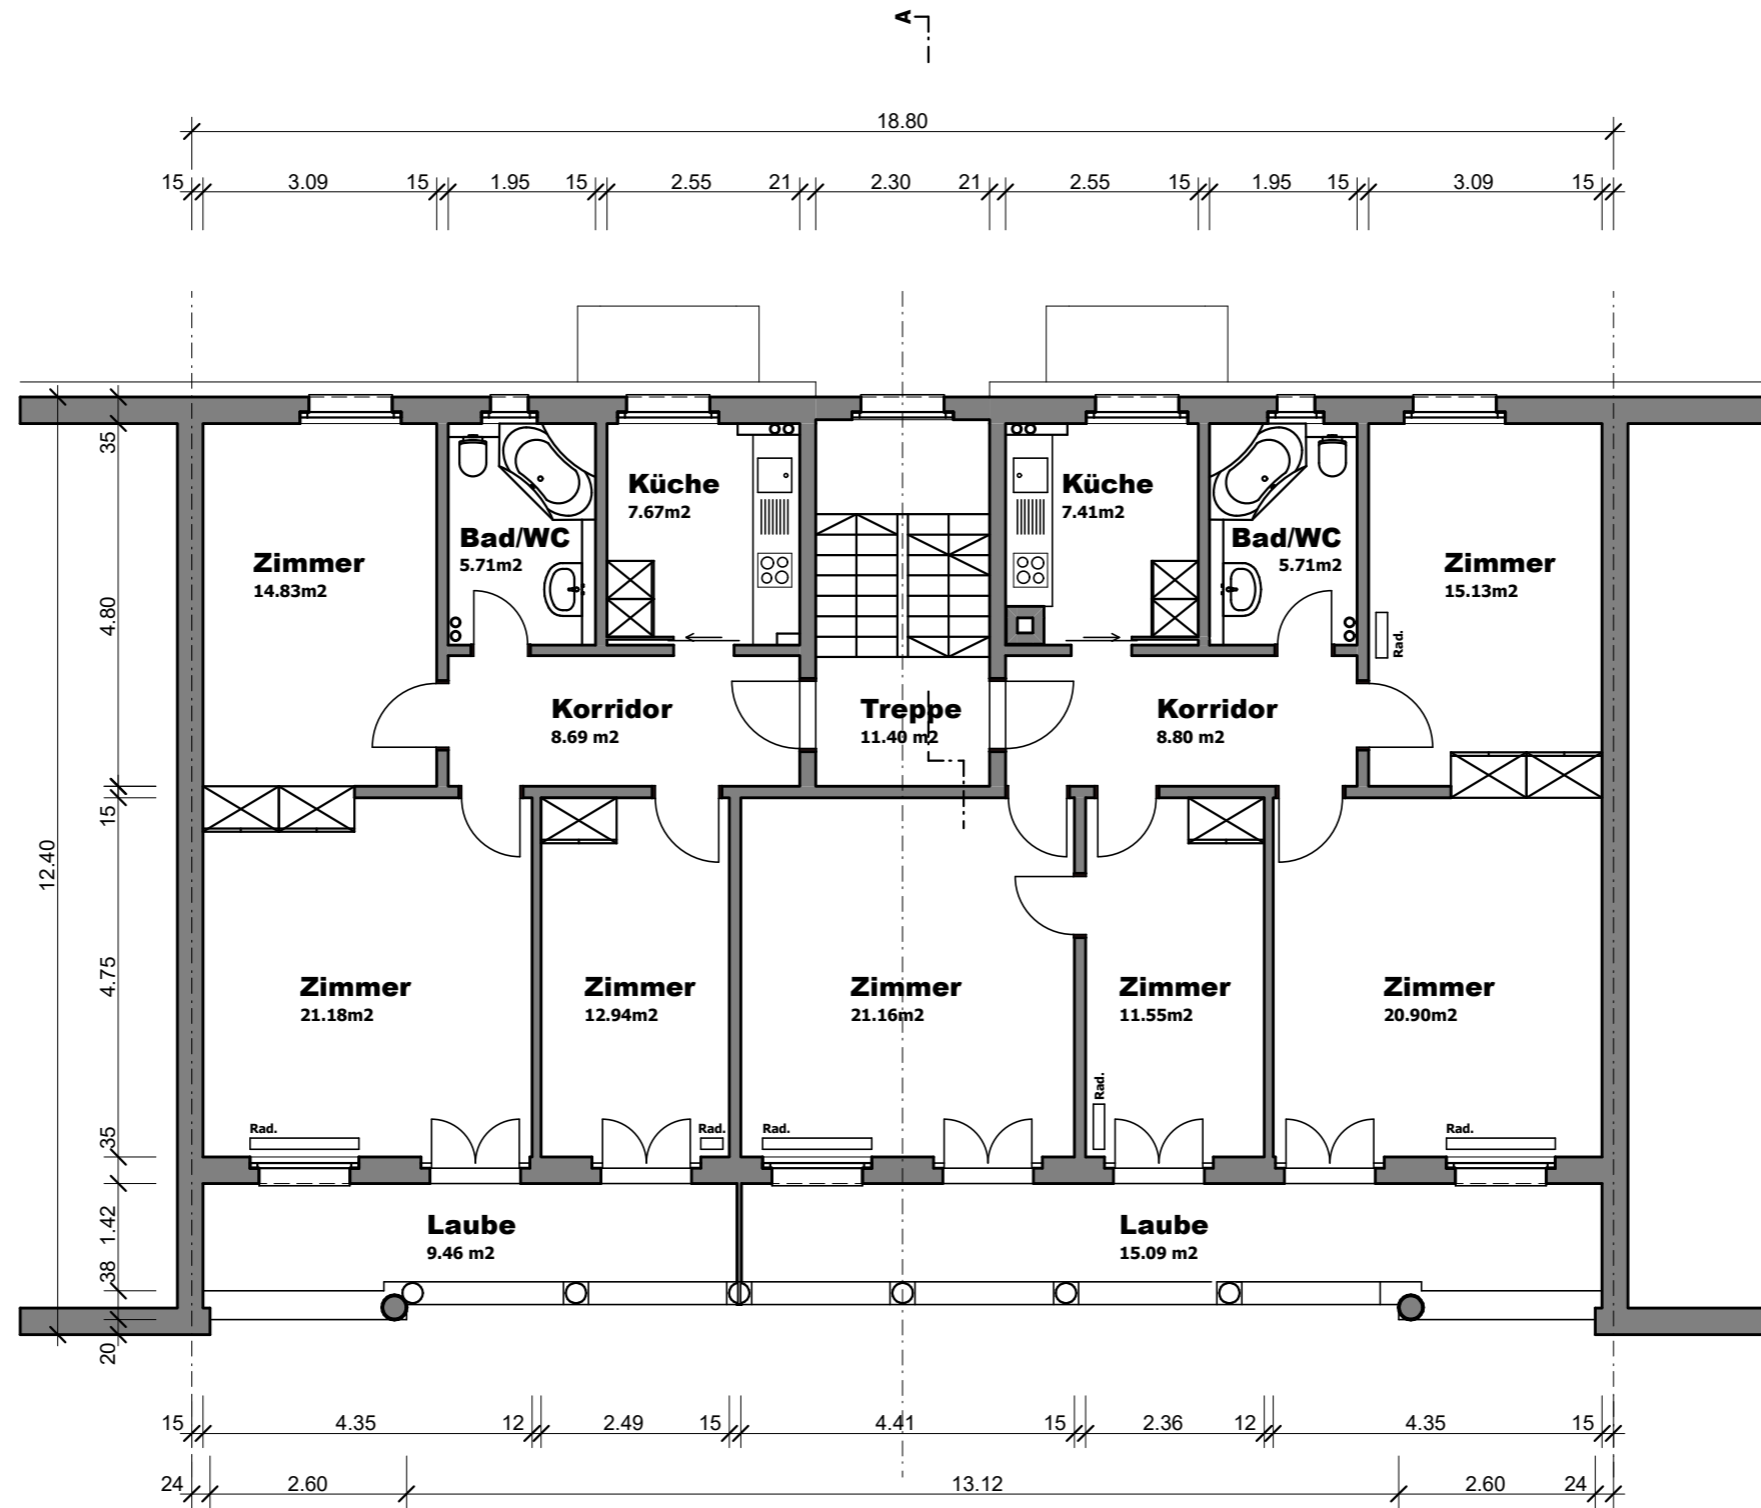 A
18.80
15 3.09 15 1.95 15 2.55 21 2.30 21 2.55 15 1.95 15 3.09 15
35
4.80
15
12.40
4.75
35
1.42
38
20
Küche
7.67m2
Küche
7.41m2
Bad/WC
5.71m2
Bad/WC
5.71m2
Zimmer
14.83m2
Zimmer
15.13m2
Rad.
Korridor
8.69 m2
Treppe
11.40 m2
Korridor
8.80 m2
Zimmer
21.18m2
Zimmer
12.94m2
Zimmer
21.16m2
Zimmer
11.55m2
Zimmer
20.90m2
Rad.
Rad.
Rad.
Rad.
Rad.
Laube
9.46 m2
Laube
15.09 m2
15 4.35 12 2.49 15 4.41 15 2.36 12 4.35 15
24 2.60 13.12 2.60 24